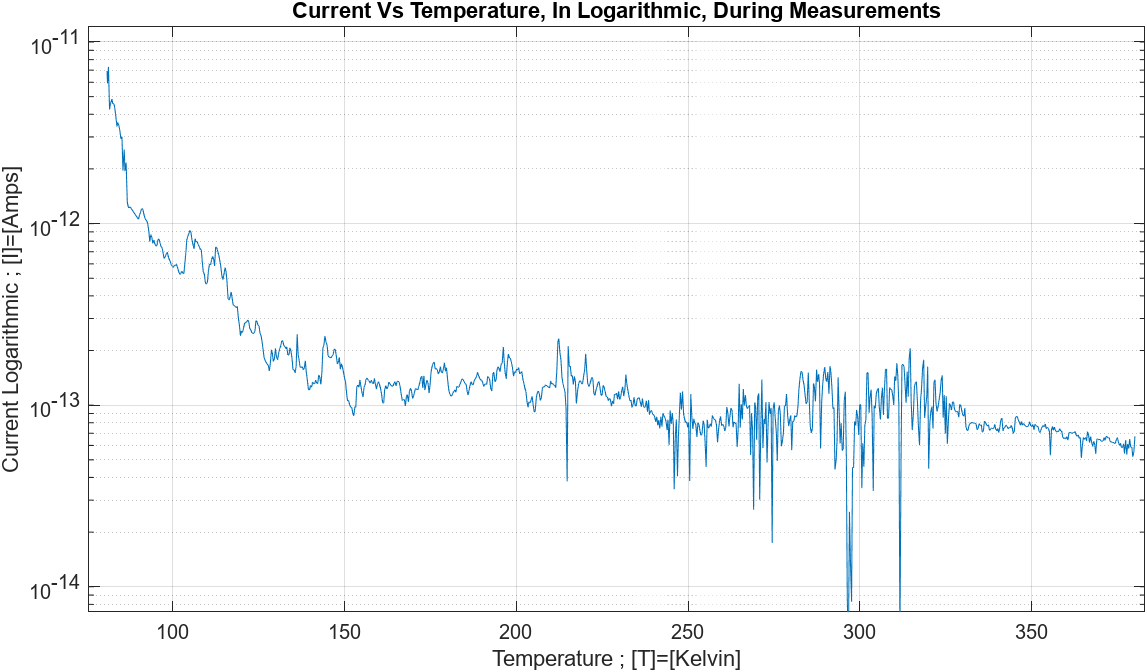 Current Vs Temperature, In Logarithmic, During Measurements
Current Logarithmic ; [I]=[Amps]
10-11
10-12
10-13
10-14
100 150 200 250 300 350
Temperature ; [T]=[Kelvin]